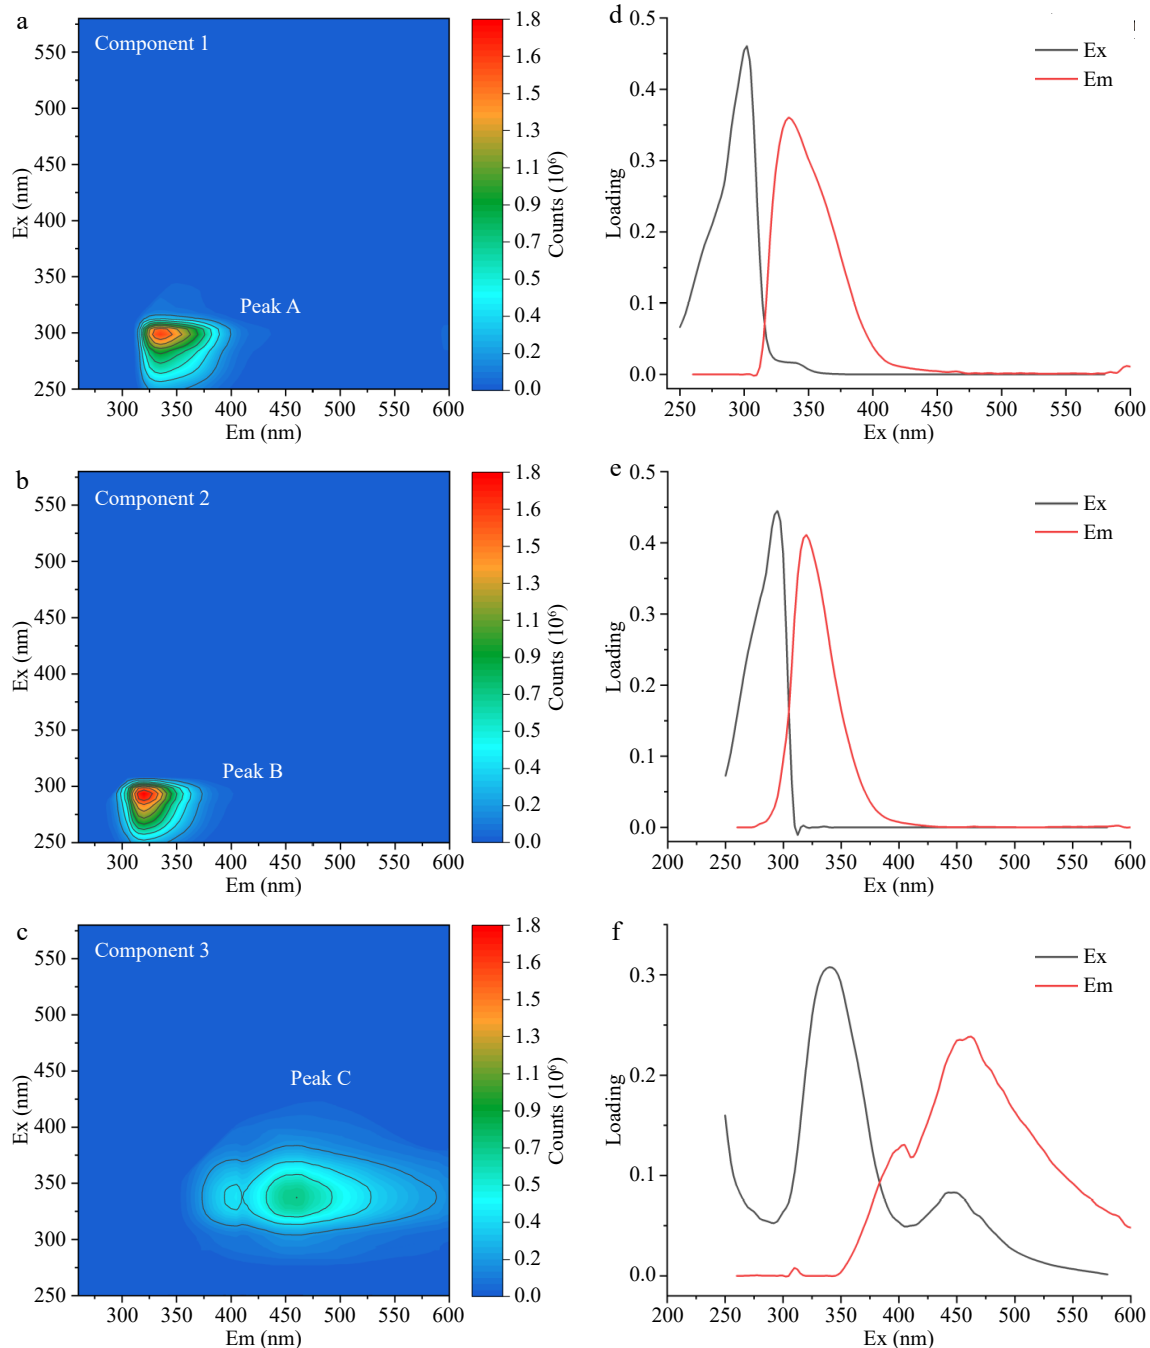 a
Component 1
Peak A
Ex (nm)
550
500
450
400
350
300
250
300 350 400 450 500 550 600
Em (nm)
1.8
1.6
1.5
1.3
1.1
0.9
0.7
0.5
0.4
0.2
0.0
Counts (10⁶)
d
Ex
Em
Loading
0.5
0.4
0.3
0.2
0.1
0.0
250 300 350 400 450 500 550 600
Ex (nm)
b
Component 2
Peak B
Ex (nm)
550
500
450
400
350
300
250
300 350 400 450 500 550 600
Em (nm)
1.8
1.6
1.5
1.3
1.1
0.9
0.7
0.5
0.4
0.2
0.0
Counts (10⁶)
e
Ex
Em
Loading
0.5
0.4
0.3
0.2
0.1
0.0
200 250 300 350 400 450 500 550 600
Ex (nm)
c
Component 3
Peak C
Ex (nm)
550
500
450
400
350
300
250
300 350 400 450 500 550 600
Em (nm)
1.8
1.6
1.5
1.3
1.1
0.9
0.7
0.5
0.4
0.2
0.0
Counts (10⁶)
f
Ex
Em
Loading
0.3
0.2
0.1
0.0
200 250 300 350 400 450 500 550 600
Ex (nm)